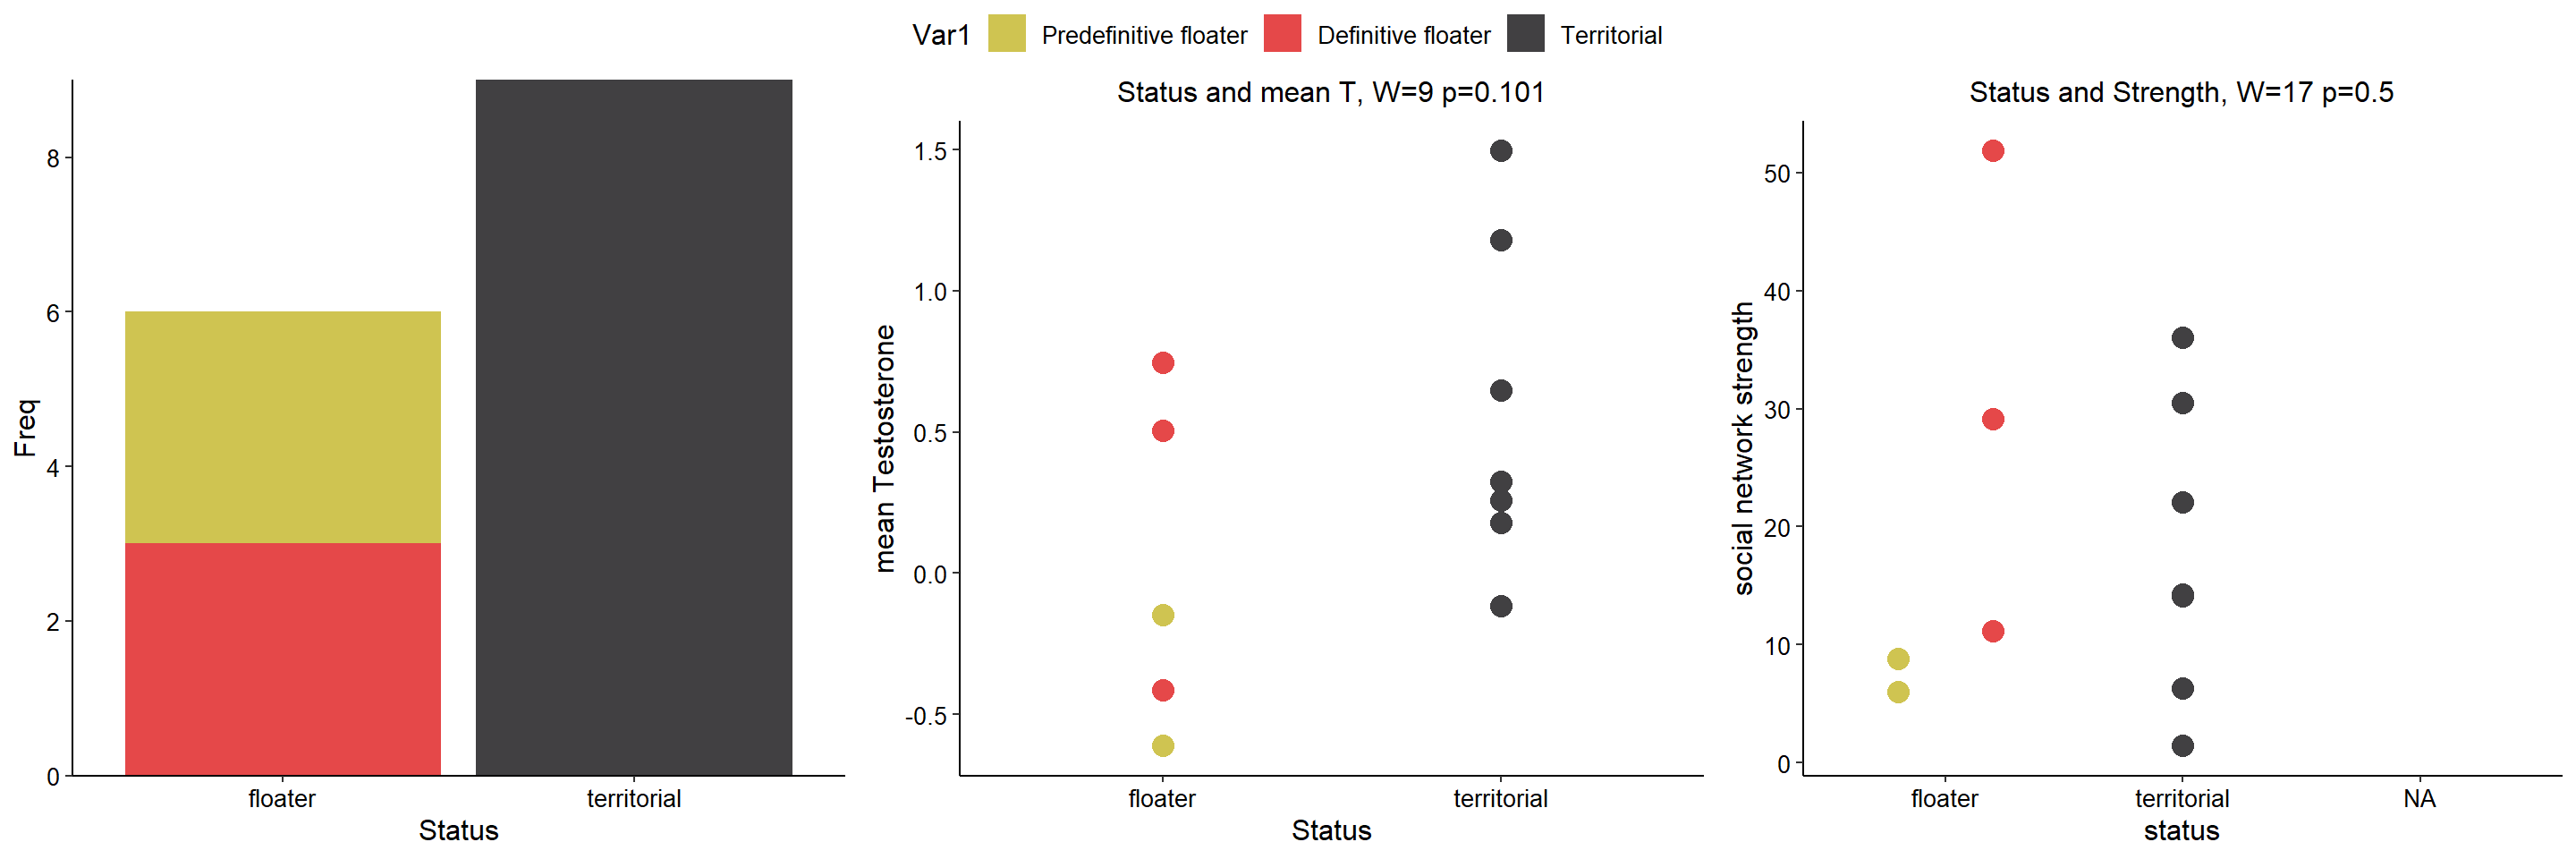 Var1 Predefinitive floater Definitive floater Territorial
Freq
8
6
4
2
0
floater territorial
Status
Status and mean T, W=9 p=0.101
mean Testosterone
1.5
1.0
0.5
0.0
-0.5
floater territorial
Status
Status and Strength, W=17 p=0.5
social network strength
50
40
30
20
10
0
floater territorial NA
status